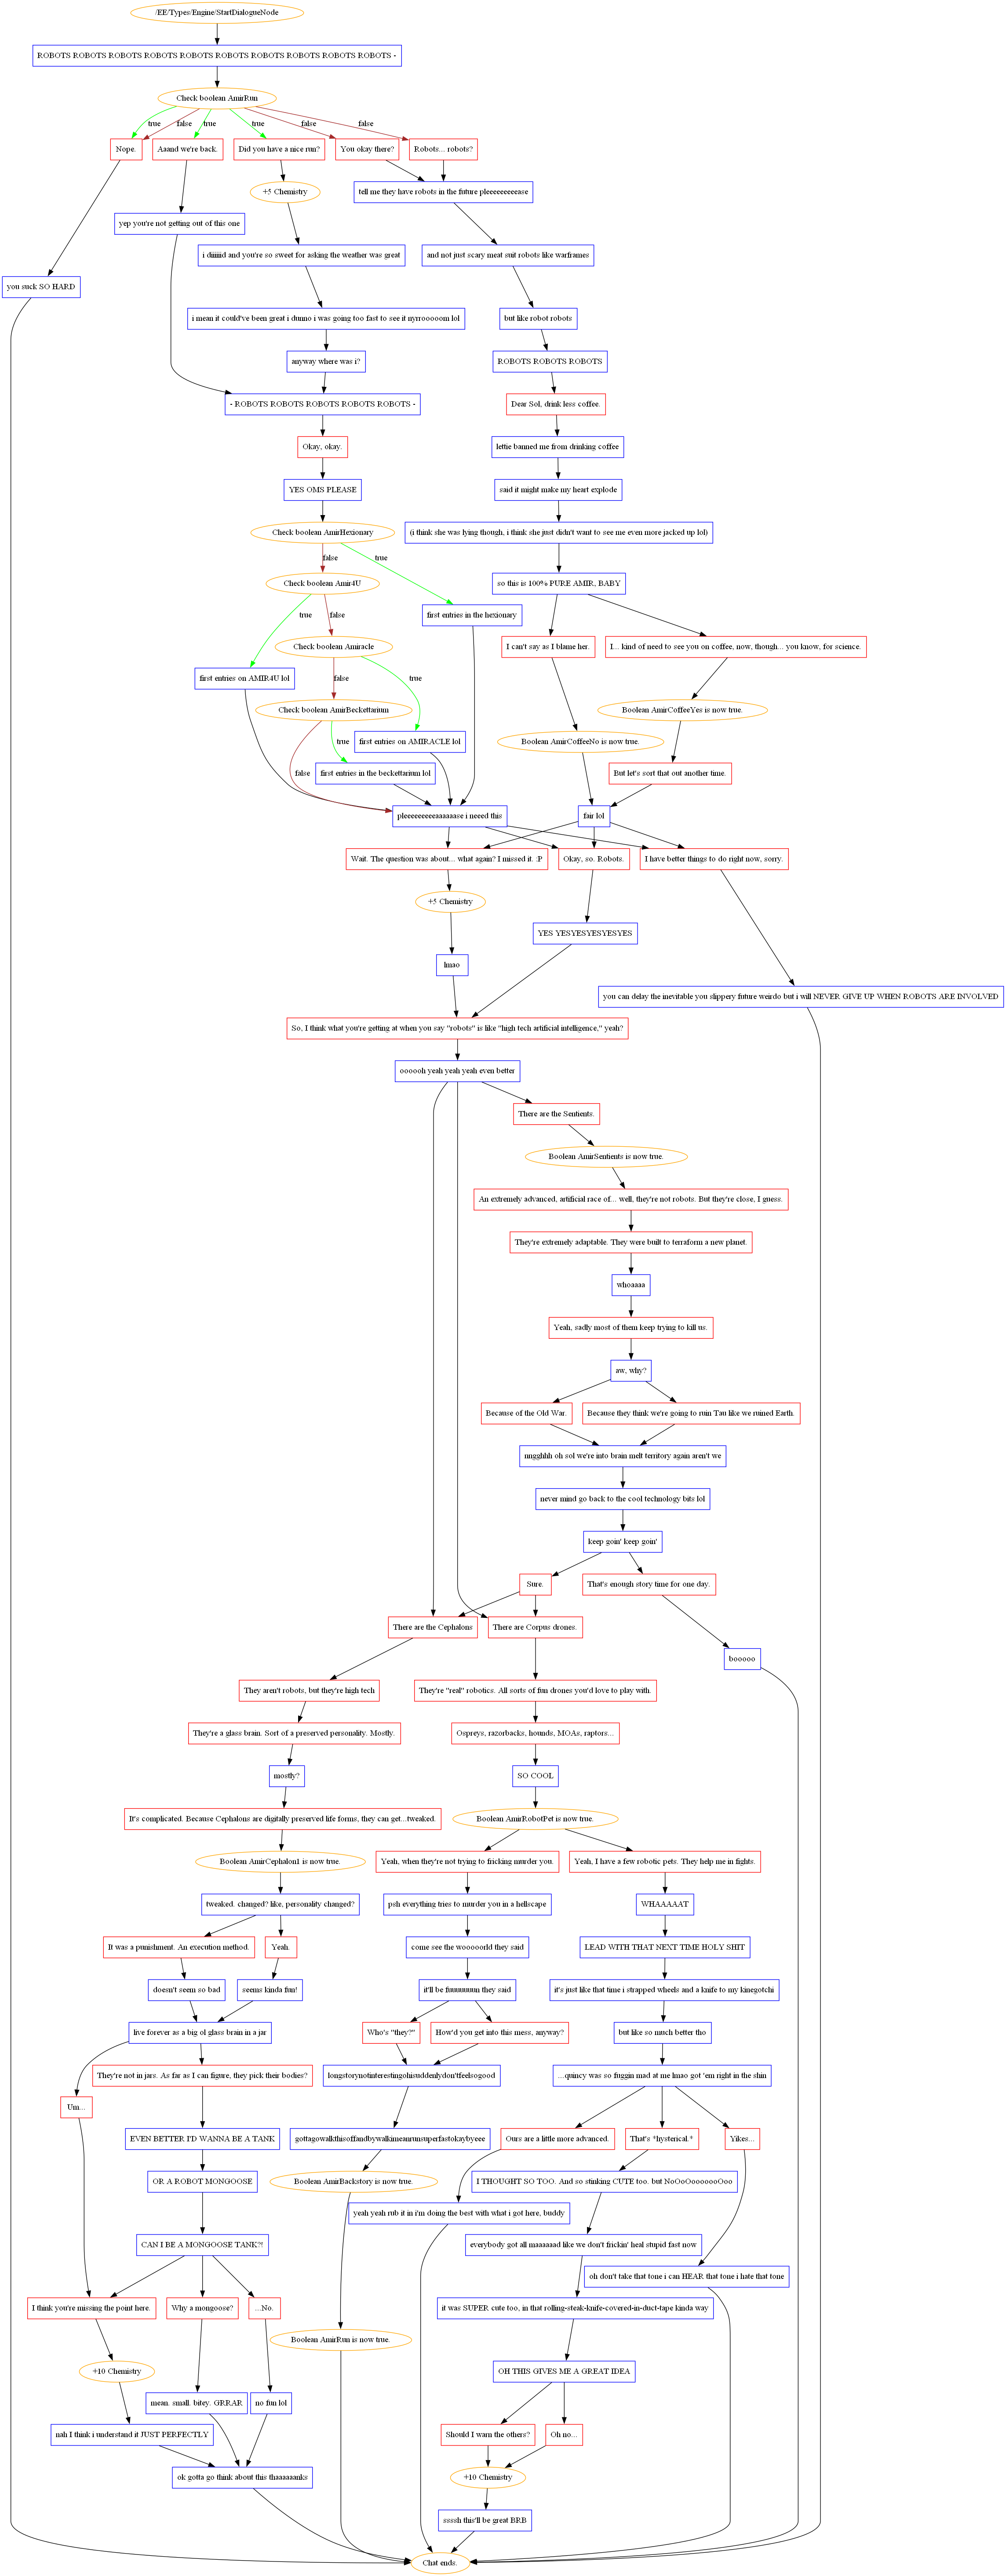 /EE/Types/Engine/StartDialogueNode
ROBOTS ROBOTS ROBOTS ROBOTS ROBOTS ROBOTS ROBOTS ROBOTS ROBOTS ROBOTS -
Check boolean AmirRun
true
false
true
true
false
false
Nope.
Aaand we're back.
Did you have a nice run?
You okay there?
Robots... robots?
+5 Chemistry
tell me they have robots in the future pleeeeeeeeease
yep you're not getting out of this one
i diiiiid and you're so sweet for asking the weather was great
and not just scary meat suit robots like warframes
you suck SO HARD
i mean it could've been great i dunno i was going too fast to see it nyrrooooom lol
but like robot robots
anyway where was i?
ROBOTS ROBOTS ROBOTS
- ROBOTS ROBOTS ROBOTS ROBOTS ROBOTS -
Dear Sol, drink less coffee.
Okay, okay.
lettie banned me from drinking coffee
YES OMS PLEASE
said it might make my heart explode
Check boolean AmirHexionary
(i think she was lying though, i think she just didn't want to see me even more jacked up lol)
false
true
Check boolean Amir4U
so this is 100% PURE AMIR, BABY
true
false
first entries in the hexionary
Check boolean Amiracle
I can't say as I blame her.
I... kind of need to see you on coffee, now, though... you know, for science.
first entries on AMIR4U lol
false
true
Check boolean AmirBeckettarium
Boolean AmirCoffeeYes is now true.
first entries on AMIRACLE lol
Boolean AmirCoffeeNo is now true.
false
true
first entries in the beckettarium lol
But let's sort that out another time.
pleeeeeeeeeaaaaaase i neeed this
fair lol
Wait. The question was about... what again? I missed it. :P
Okay, so. Robots.
I have better things to do right now, sorry.
+5 Chemistry
YES YESYESYESYESYES
lmao
you can delay the inevitable you slippery future weirdo but i will NEVER GIVE UP WHEN ROBOTS ARE INVOLVED
So, I think what you're getting at when you say "robots" is like "high tech artificial intelligence," yeah?
oooooh yeah yeah yeah even better
There are the Sentients.
Boolean AmirSentients is now true.
An extremely advanced, artificial race of... well, they're not robots. But they're close, I guess.
They're extremely adaptable. They were built to terraform a new planet.
whoaaaa
Yeah, sadly most of them keep trying to kill us.
aw, why?
Because of the Old War.
Because they think we're going to ruin Tau like we ruined Earth.
nngghhh oh sol we're into brain melt territory again aren't we
never mind go back to the cool technology bits lol
keep goin' keep goin'
Sure.
That's enough story time for one day.
There are the Cephalons
There are Corpus drones.
booooo
They aren't robots, but they're high tech
They're "real" robotics. All sorts of fun drones you'd love to play with.
They're a glass brain. Sort of a preserved personality. Mostly.
Ospreys, razorbacks, hounds, MOAs, raptors...
mostly?
SO COOL
It's complicated. Because Cephalons are digitally preserved life forms, they can get...tweaked.
Boolean AmirRobotPet is now true.
Boolean AmirCephalon1 is now true.
Yeah, when they're not trying to fricking murder you.
Yeah, I have a few robotic pets. They help me in fights.
tweaked. changed? like, personality changed?
psh everything tries to murder you in a hellscape
WHAAAAAT
It was a punishment. An execution method.
Yeah.
come see the wooooorld they said
LEAD WITH THAT NEXT TIME HOLY SHIT
doesn't seem so bad
seems kinda fun!
it'll be fuuuuuuun they said
it's just like that time i strapped wheels and a knife to my kinegotchi
live forever as a big ol glass brain in a jar
Who's "they?"
How'd you get into this mess, anyway?
but like so much better tho
They're not in jars. As far as I can figure, they pick their bodies?
longstorynotinterestingohisuddenlydon'tfeelsogood
...quincy was so fuggin mad at me lmao got 'em right in the shin
Um...
EVEN BETTER I'D WANNA BE A TANK
gottagowalkthisoffandbywalkimeanrunsuperfastokaybyeee
Ours are a little more advanced.
That's *hysterical.*
Yikes...
OR A ROBOT MONGOOSE
Boolean AmirBackstory is now true.
I THOUGHT SO TOO. And so stinking CUTE too. but NoOoOooooooOoo
yeah yeah rub it in i'm doing the best with what i got here, buddy
CAN I BE A MONGOOSE TANK?!
everybody got all maaaaaad like we don't frickin' heal stupid fast now
oh don't take that tone i can HEAR that tone i hate that tone
I think you're missing the point here.
Why a mongoose?
...No.
it was SUPER cute too, in that rolling-steak-knife-covered-in-duct-tape kinda way
Boolean AmirRun is now true.
+10 Chemistry
OH THIS GIVES ME A GREAT IDEA
mean. small. bitey. GRRAR
no fun lol
nah I think i understand it JUST PERFECTLY
Should I warn the others?
Oh no...
ok gotta go think about this thaaaaaanks
+10 Chemistry
ssssh this'll be great BRB
Chat ends.